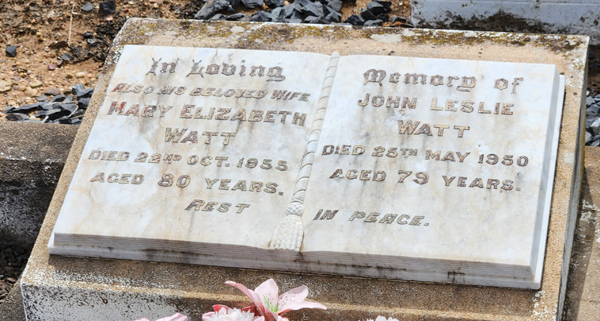 In Loving Memory of
ALSO HIS BELOVED WIFE
MARY ELIZABETH
WATT
DIED 22ND OCT. 1955
AGED 80 YEARS.
JOHN LESLIE
WATT
DIED 25TH MAY 1950
AGED 79 YEARS.
REST IN PEACE.